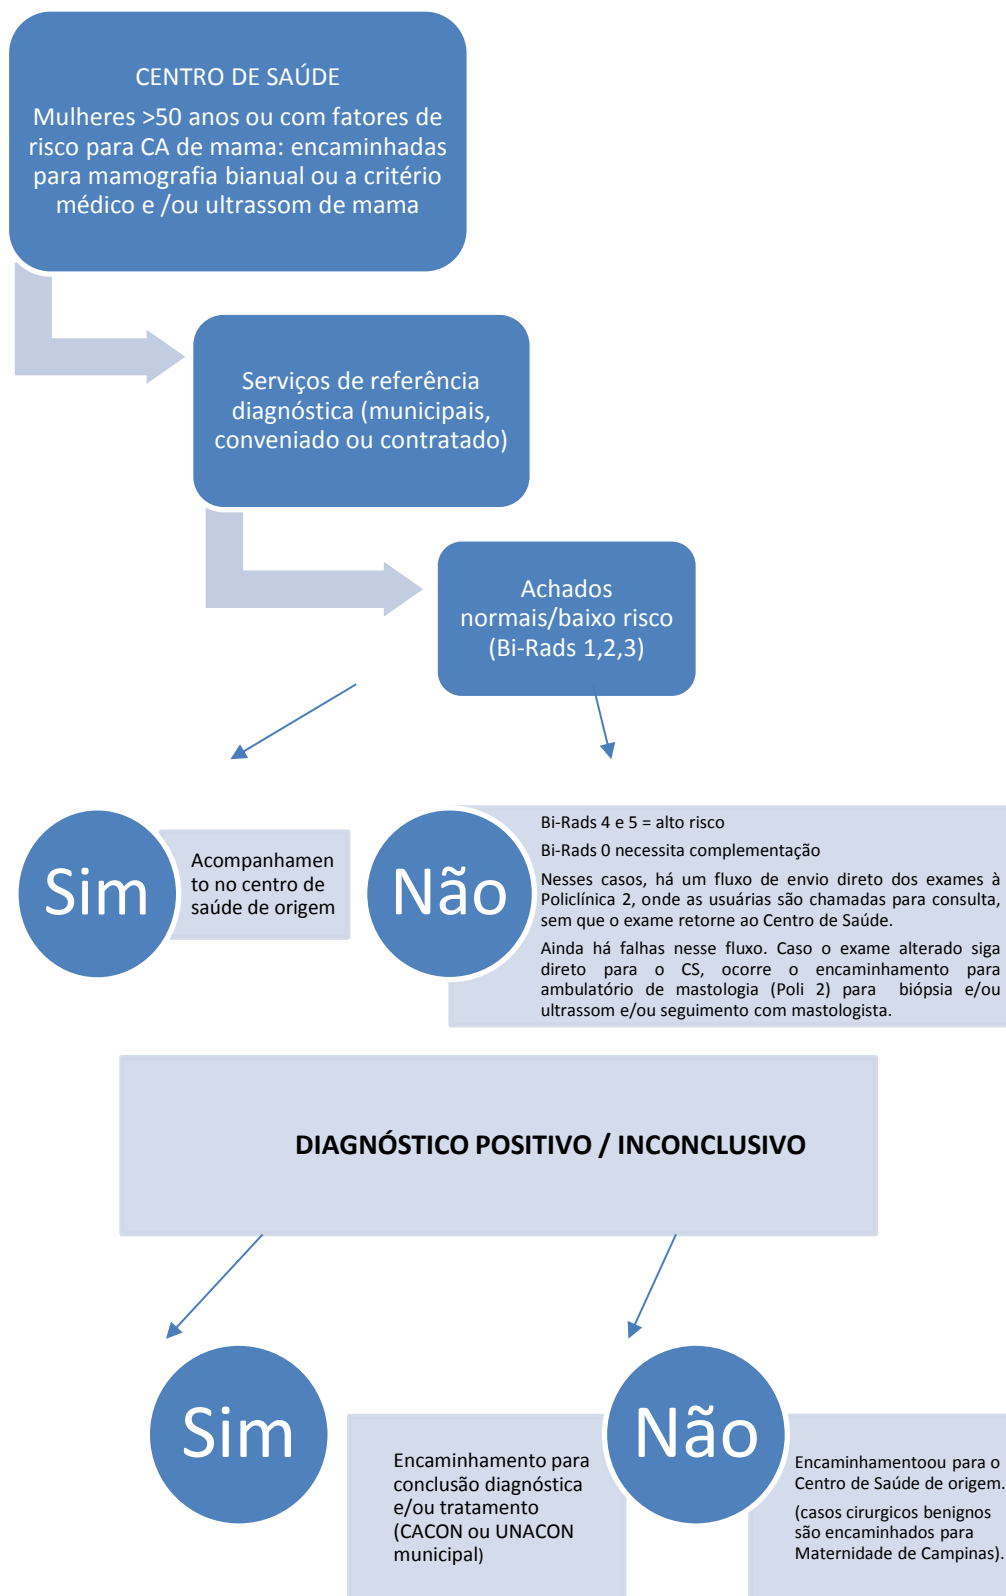 CENTRO DE SAÚDE
Mulheres >50 anos ou com fatores de
risco para CA de mama: encaminhadas
para mamografia bianual ou a critério
médico e /ou ultrassom de mama
Serviços de referência
diagnóstica (municipais,
conveniado ou contratado)
Achados
normais/baixo risco
(Bi-Rads 1,2,3)
Sim
Acompanhamen
to no centro de
saúde de origem
Não
Bi-Rads 4 e 5 = alto risco
Bi-Rads 0 necessita complementação
Nesses casos, há um fluxo de envio direto dos exames à
Policlínica 2, onde as usuárias são chamadas para consulta,
sem que o exame retorne ao Centro de Saúde.
Ainda há falhas nesse fluxo. Caso o exame alterado siga
direto para o CS, ocorre o encaminhamento para
ambulatório de mastologia (Poli 2) para biópsia e/ou
ultrassom e/ou seguimento com mastologista.
DIAGNÓSTICO POSITIVO / INCONCLUSIVO
Sim
Encaminhamento para
conclusão diagnóstica
e/ou tratamento
(CACON ou UNACON
municipal)
Não
Encaminhamentoou para o
Centro de Saúde de origem.
(casos cirurgicos benignos
são encaminhados para
Maternidade de Campinas).